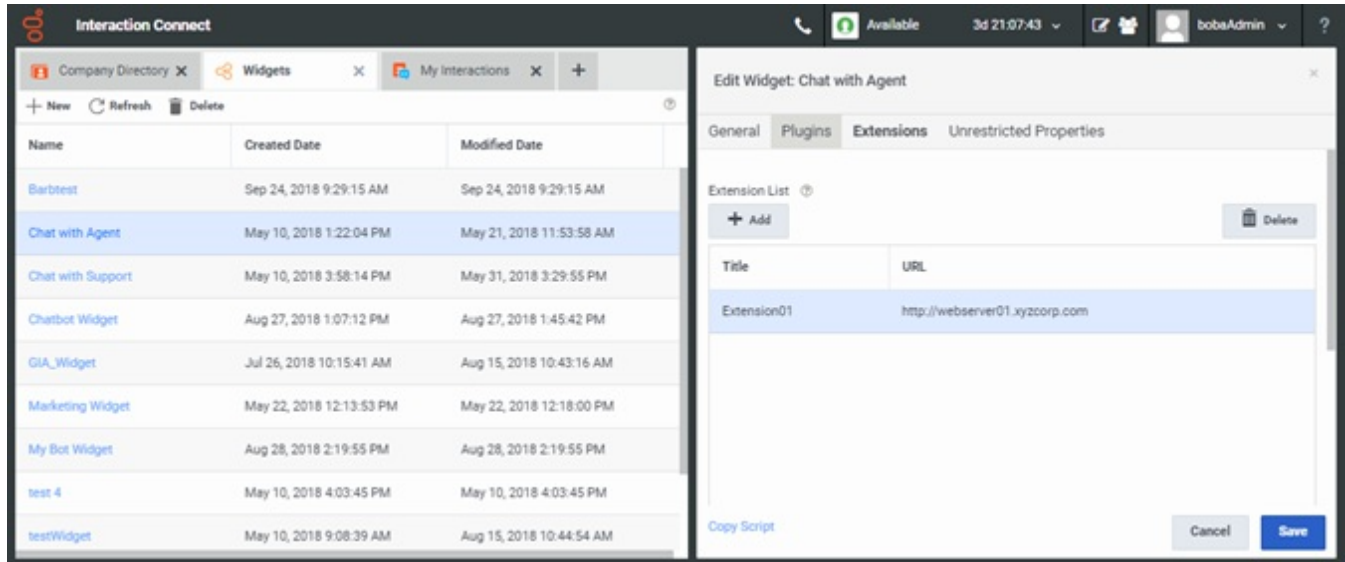 Interaction Connect
Available 3d 21:07:43 bobaAdmin ?
Company Directory X Widgets × My Interactions X +
+ New Refresh Delete ?
Name Created Date Modified Date
Barbtest Sep 24, 2018 9:29:15 AM Sep 24, 2018 9:29:15 AM
Chat with Agent May 10, 2018 1:22:04 PM May 21, 2018 11:53:58 AM
Chat with Support May 10, 2018 3:58:14 PM May 31, 2018 3:29:55 PM
Chatbot Widget Aug 27, 2018 1:07:12 PM Aug 27, 2018 1:45:42 PM
GIA_Widget Jul 26, 2018 10:15:41 AM Aug 15, 2018 10:43:16 AM
Marketing Widget May 22, 2018 12:13:53 PM May 22, 2018 12:18:00 PM
My Bot Widget Aug 28, 2018 2:19:55 PM Aug 28, 2018 2:19:55 PM
test 4 May 10, 2018 4:03:45 PM May 10, 2018 4:03:45 PM
testWidget May 10, 2018 9:08:39 AM Aug 15, 2018 10:44:54 AM
Edit Widget: Chat with Agent ×
General Plugins Extensions Unrestricted Properties
Extension List ?
+ Add Delete
Title URL
Extension01 http://webserver01.xyzcorp.com
Copy Script Cancel Save